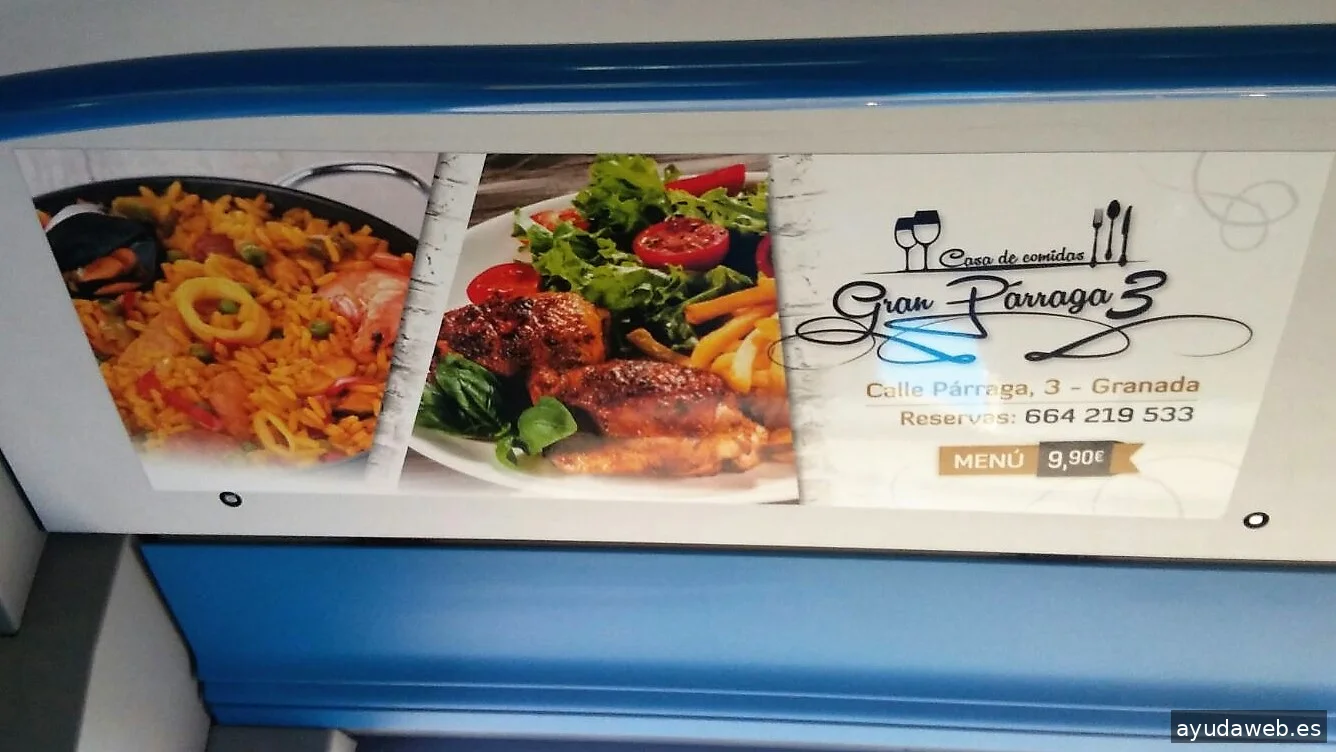 Casa de comidas
Gran Párraga 3
Calle Párraga, 3 - Granada
Reservas: 664 219 533
MENÚ 9,90€
ayudaweb.es